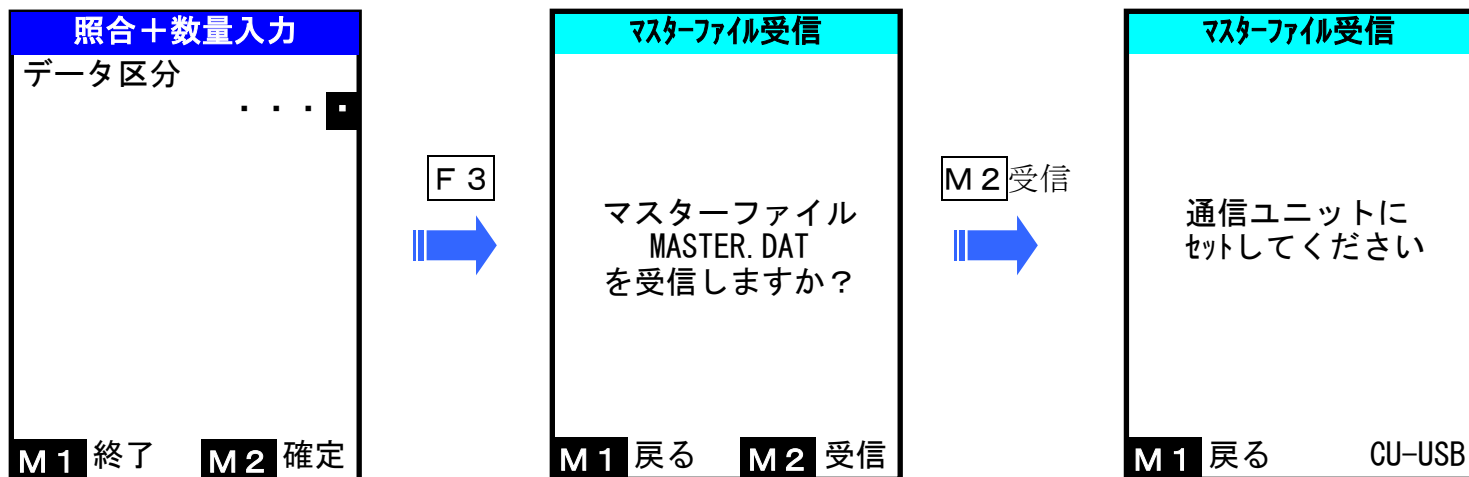 照合＋数量入力
データ区分
・・・・
M1 終了 M2 確定
F3
ﾏｽﾀｰﾌｧｲﾙ受信
マスターファイル
MASTER.DAT
を受信しますか？
M1 戻る M2 受信
M2受信
ﾏｽﾀｰﾌｧｲﾙ受信
通信ユニットに
ｾｯﾄしてください
M1 戻る CU-USB